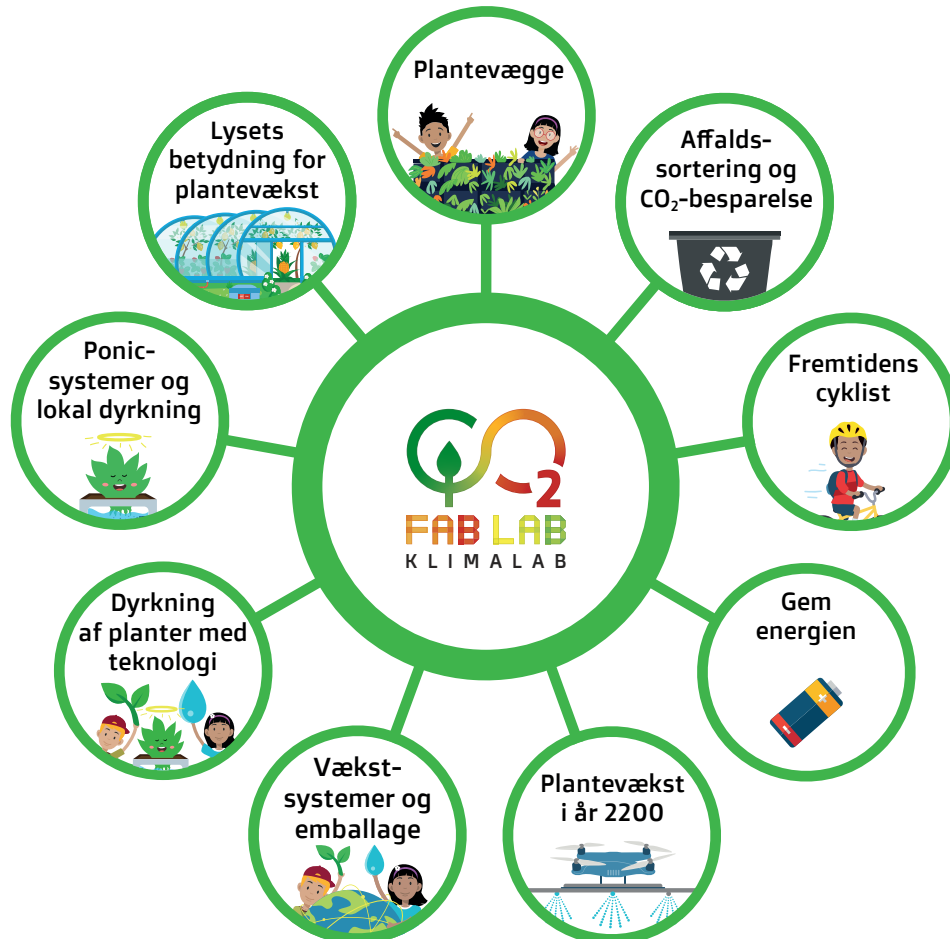 Plantevægge
Affalds-
sortering og
CO₂-besparelse
Fremtidens
cyklist
Gem
energien
Plantevækst
i år 2200
Vækst-
systemer og
emballage
Dyrkning
af planter med
teknologi
Ponic-
systemer og
lokal dyrkning
Lysets
betydning for
plantevækst
CO2
FAB LAB
KLIMALAB